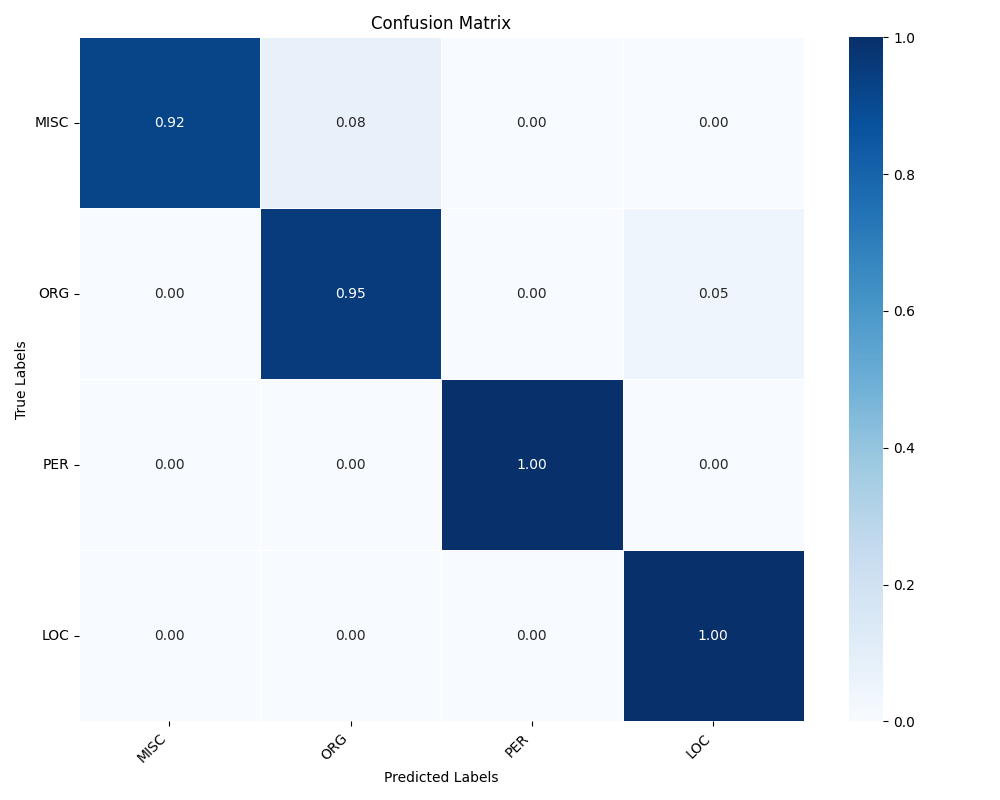 Confusion Matrix
MISC 0.92 0.08 0.00 0.00
ORG 0.00 0.95 0.00 0.05
PER 0.00 0.00 1.00 0.00
LOC 0.00 0.00 0.00 1.00
MISC ORG PER LOC
Predicted Labels
True Labels
1.0
0.8
0.6
0.4
0.2
0.0